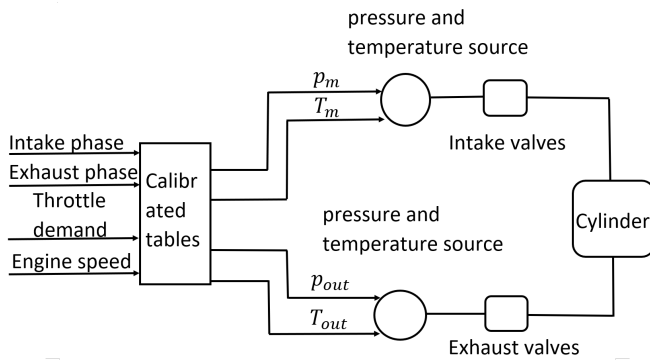 pressure and
temperature source
p_m
T_m
Intake valves
Intake phase
Exhaust phase
Throttle
demand
Engine speed
Calibr
ated
tables
Cylinder
pressure and
temperature source
p_out
T_out
Exhaust valves